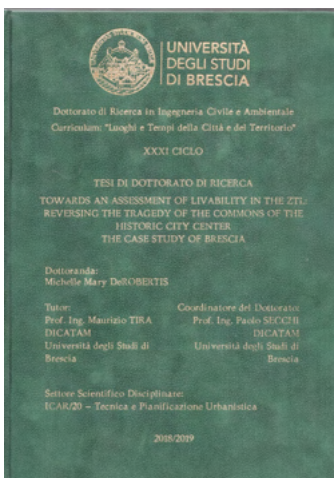 UNIVERSITÀ
DEGLI STUDI
DI BRESCIA
Dottorato di Ricerca in Ingegneria Civile e Ambientale
Curriculum: "Luoghi e Tempi della Città e del Territorio"
XXXI CICLO
TESI DI DOTTORATO DI RICERCA
TOWARDS AN ASSESSMENT OF LIVABILITY IN THE ZTL:
REVERSING THE TRAGEDY OF THE COMMONS OF THE
HISTORIC CITY CENTER
THE CASE STUDY OF BRESCIA
Dottoranda:
Michelle Mary DeROBERTIS
Tutor:
Prof. Ing. Maurizio TIRA
DICATAM
Università degli Studi di
Brescia
Coordinatore del Dottorato:
Prof. Ing. Paolo SECCHI
DICATAM
Università degli Studi di
Brescia
Settore Scientifico Disciplinare:
ICAR/20 – Tecnica e Pianificazione Urbanistica
2018/2019